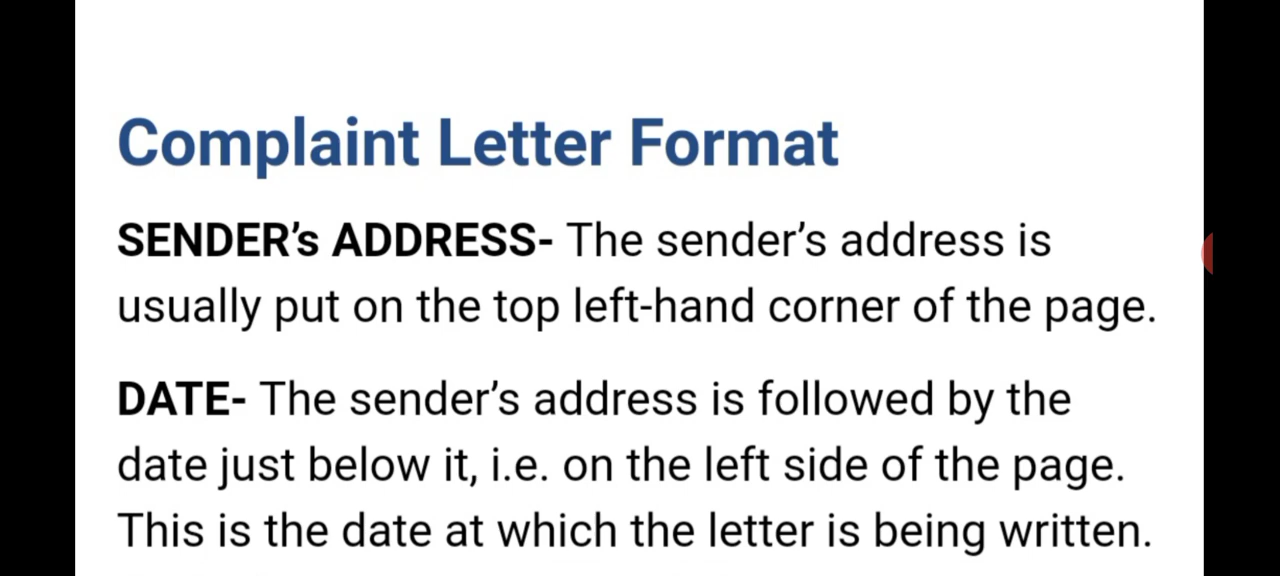 Complaint Letter Format
SENDER’s ADDRESS- The sender’s address is
usually put on the top left-hand corner of the page.
DATE- The sender’s address is followed by the
date just below it, i.e. on the left side of the page.
This is the date at which the letter is being written.